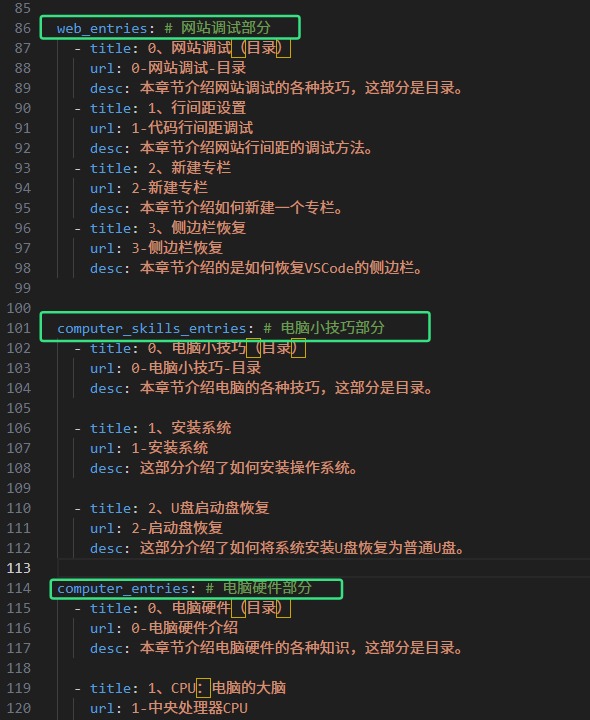 85
86 web_entries: # 网站调试部分
87 - title: 0、网站调试（目录）
88 url: 0-网站调试-目录
89 desc: 本章节介绍网站调试的各种技巧，这部分是目录。
90 - title: 1、行间距设置
91 url: 1-代码行间距调试
92 desc: 本章节介绍网站行间距的调试方法。
93 - title: 2、新建专栏
94 url: 2-新建专栏
95 desc: 本章节介绍如何新建一个专栏。
96 - title: 3、侧边栏恢复
97 url: 3-侧边栏恢复
98 desc: 本章节介绍的是如何恢复VSCode的侧边栏。
99
100
101 computer_skills_entries: # 电脑小技巧部分
102 - title: 0、电脑小技巧（目录）
103 url: 0-电脑小技巧-目录
104 desc: 本章节介绍电脑的各种技巧，这部分是目录。
105
106 - title: 1、安装系统
107 url: 1-安装系统
108 desc: 这部分介绍了如何安装操作系统。
109
110 - title: 2、U盘启动盘恢复
111 url: 2-启动盘恢复
112 desc: 这部分介绍了如何将系统安装U盘恢复为普通U盘。
113
114 computer_entries: # 电脑硬件部分
115 - title: 0、电脑硬件（目录）
116 url: 0-电脑硬件介绍
117 desc: 本章节介绍电脑硬件的各种知识，这部分是目录。
118
119 - title: 1、CPU：电脑的大脑
120 url: 1-中央处理器CPU